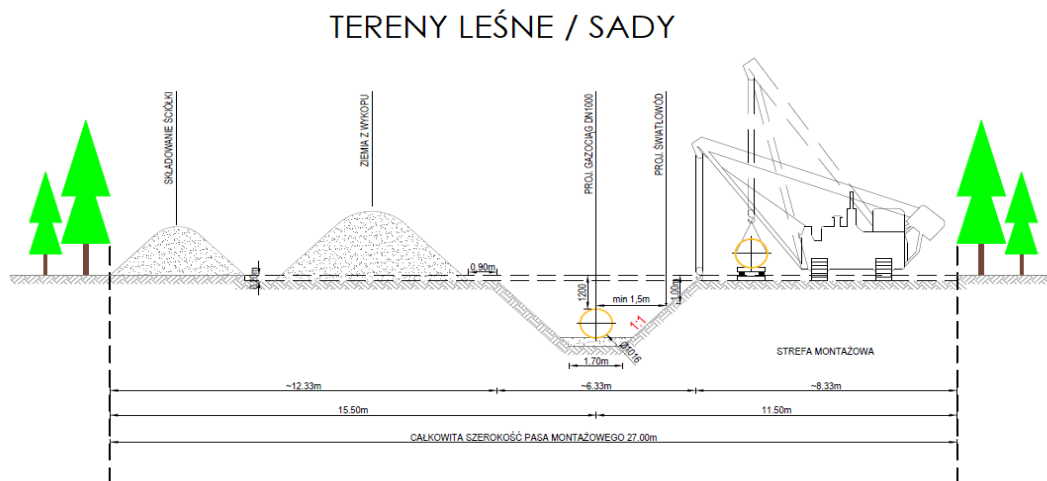 TERENY LEŚNE / SADY
SKŁADOWANIE ŚCIÓŁKI
ZIEMIA Z WYKOPU
PROJ. GAZOCIĄG DN1000
PROJ. ŚWIATŁOWÓD
0.90m
1200
min 1,5m
1.00m
1:1
Ø1016
1.70m
STREFA MONTAŻOWA
~12.33m
~6.33m
~8.33m
15.50m
11.50m
CAŁKOWITA SZEROKOŚĆ PASA MONTAŻOWEGO 27.00m